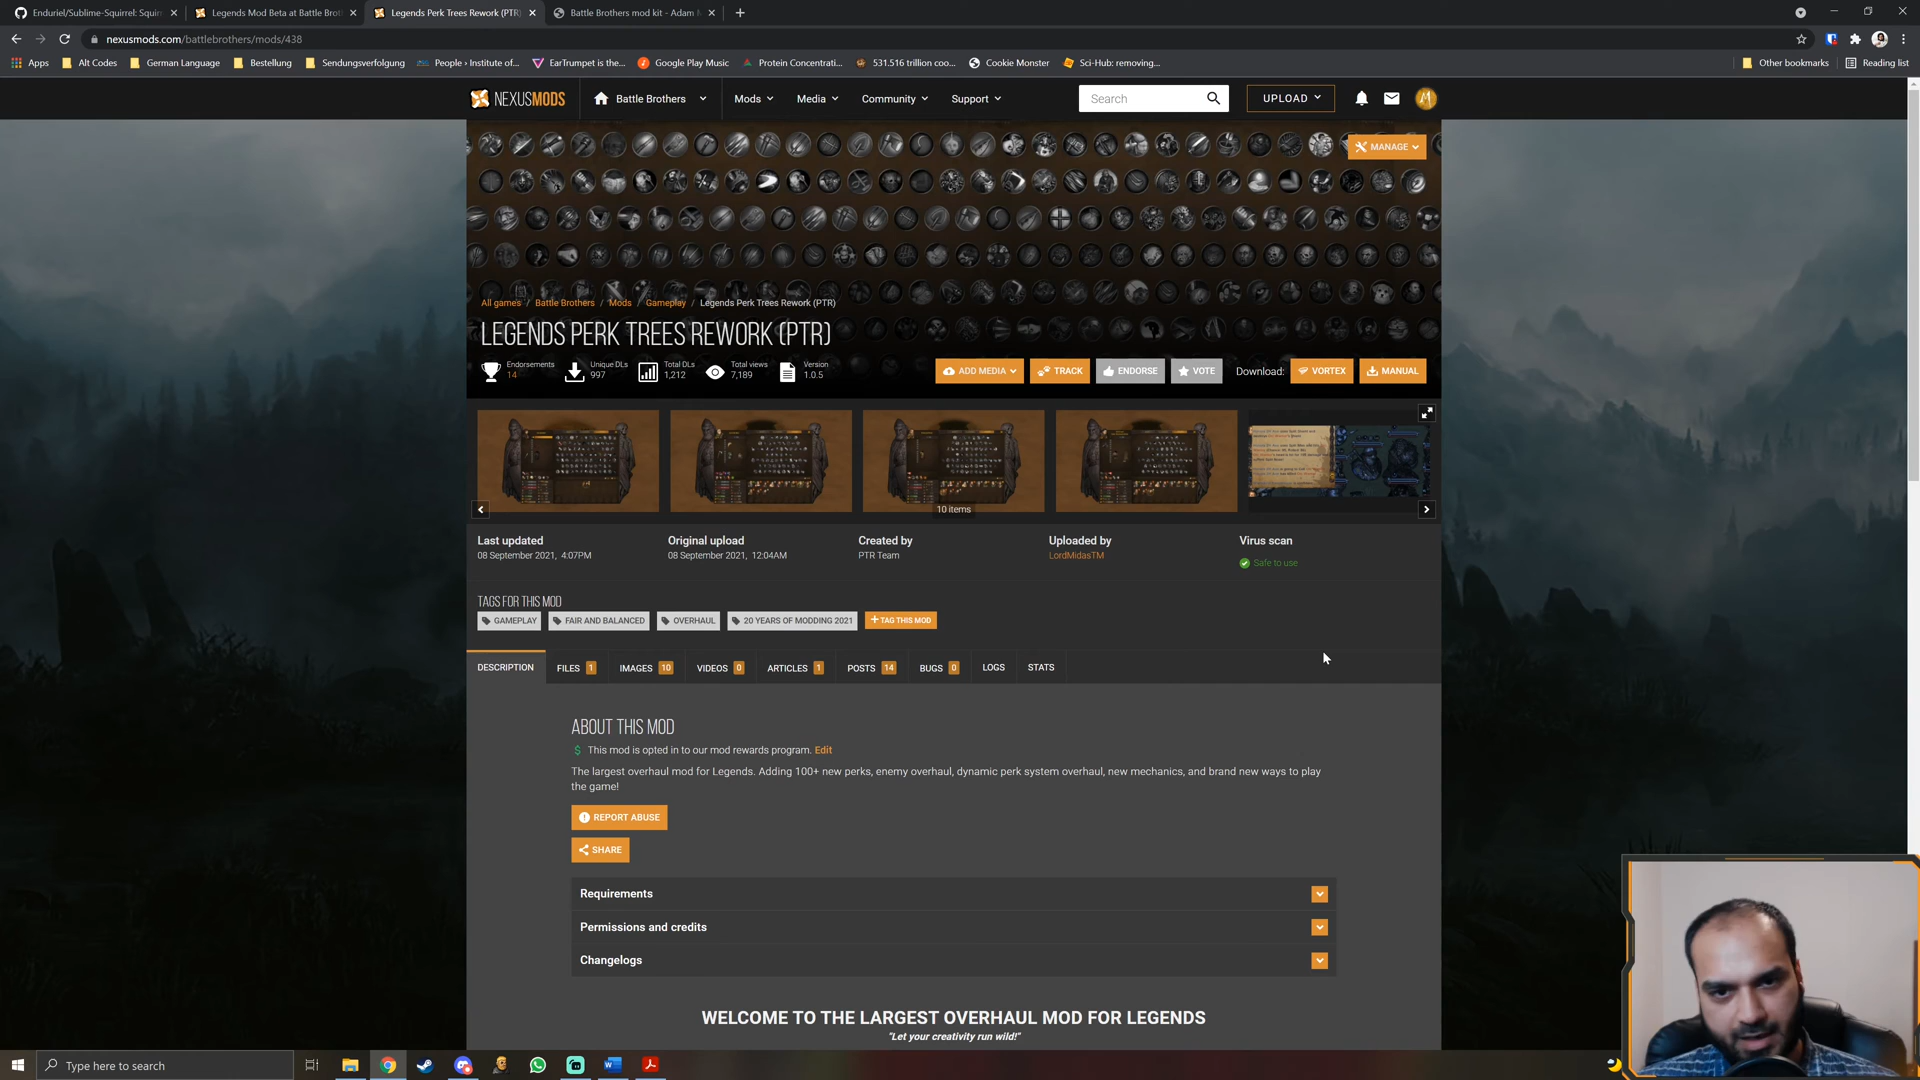 Enduriel/Sublime-Squirrel: Squir
Legends Mod Beta at Battle Brot
Legends Perk Trees Rework (PTR)
Battle Brothers mod kit - Adam
nexusmods.com/battlebrothers/mods/438
Apps
Alt Codes
German Language
Bestellung
Sendungsverfolgung
People › Institute of...
EarTrumpet is the...
Google Play Music
Protein Concentrati...
531.516 trillion coo...
Cookie Monster
Sci-Hub: removing...
Other bookmarks
Reading list
NEXUSMODS
Battle Brothers
Mods
Media
Community
Support
Search
UPLOAD
MANAGE
All games / Battle Brothers / Mods / Gameplay / Legends Perk Trees Rework (PTR)
LEGENDS PERK TREES REWORK (PTR)
Endorsements
14
Unique DLs
997
Total DLs
1,212
Total views
7,189
Version
1.0.5
ADD MEDIA
TRACK
ENDORSE
VOTE
Download:
VORTEX
MANUAL
10 items
Last updated
08 September 2021, 4:07PM
Original upload
08 September 2021, 12:04AM
Created by
PTR Team
Uploaded by
LordMidasTM
Virus scan
Safe to use
TAGS FOR THIS MOD
GAMEPLAY
FAIR AND BALANCED
OVERHAUL
20 YEARS OF MODDING 2021
+ TAG THIS MOD
DESCRIPTION
FILES 1
IMAGES 10
VIDEOS 0
ARTICLES 1
POSTS 14
BUGS 0
LOGS
STATS
ABOUT THIS MOD
$ This mod is opted in to our mod rewards program. Edit
The largest overhaul mod for Legends. Adding 100+ new perks, enemy overhaul, dynamic perk system overhaul, new mechanics, and brand new ways to play
the game!
REPORT ABUSE
SHARE
Requirements
Permissions and credits
Changelogs
WELCOME TO THE LARGEST OVERHAUL MOD FOR LEGENDS
"Let your creativity run wild!"
Type here to search